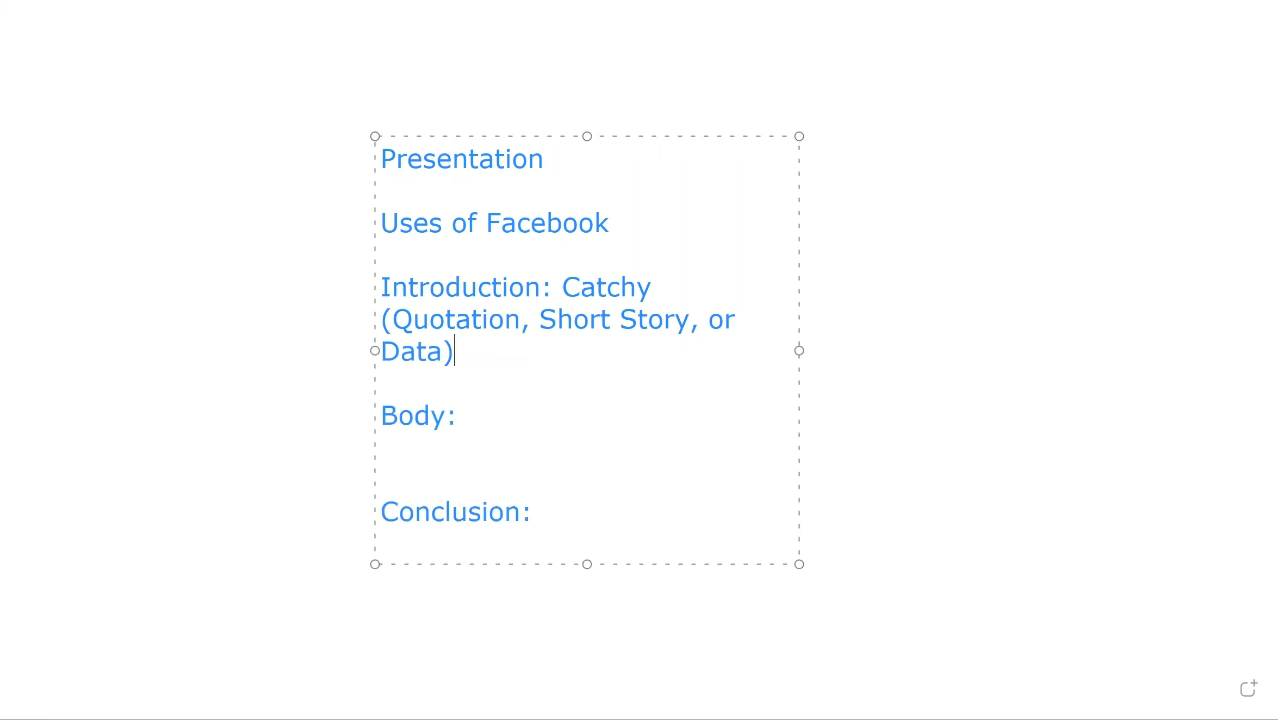 Presentation
Uses of Facebook
Introduction: Catchy
(Quotation, Short Story, or
Data)
Body:
Conclusion: